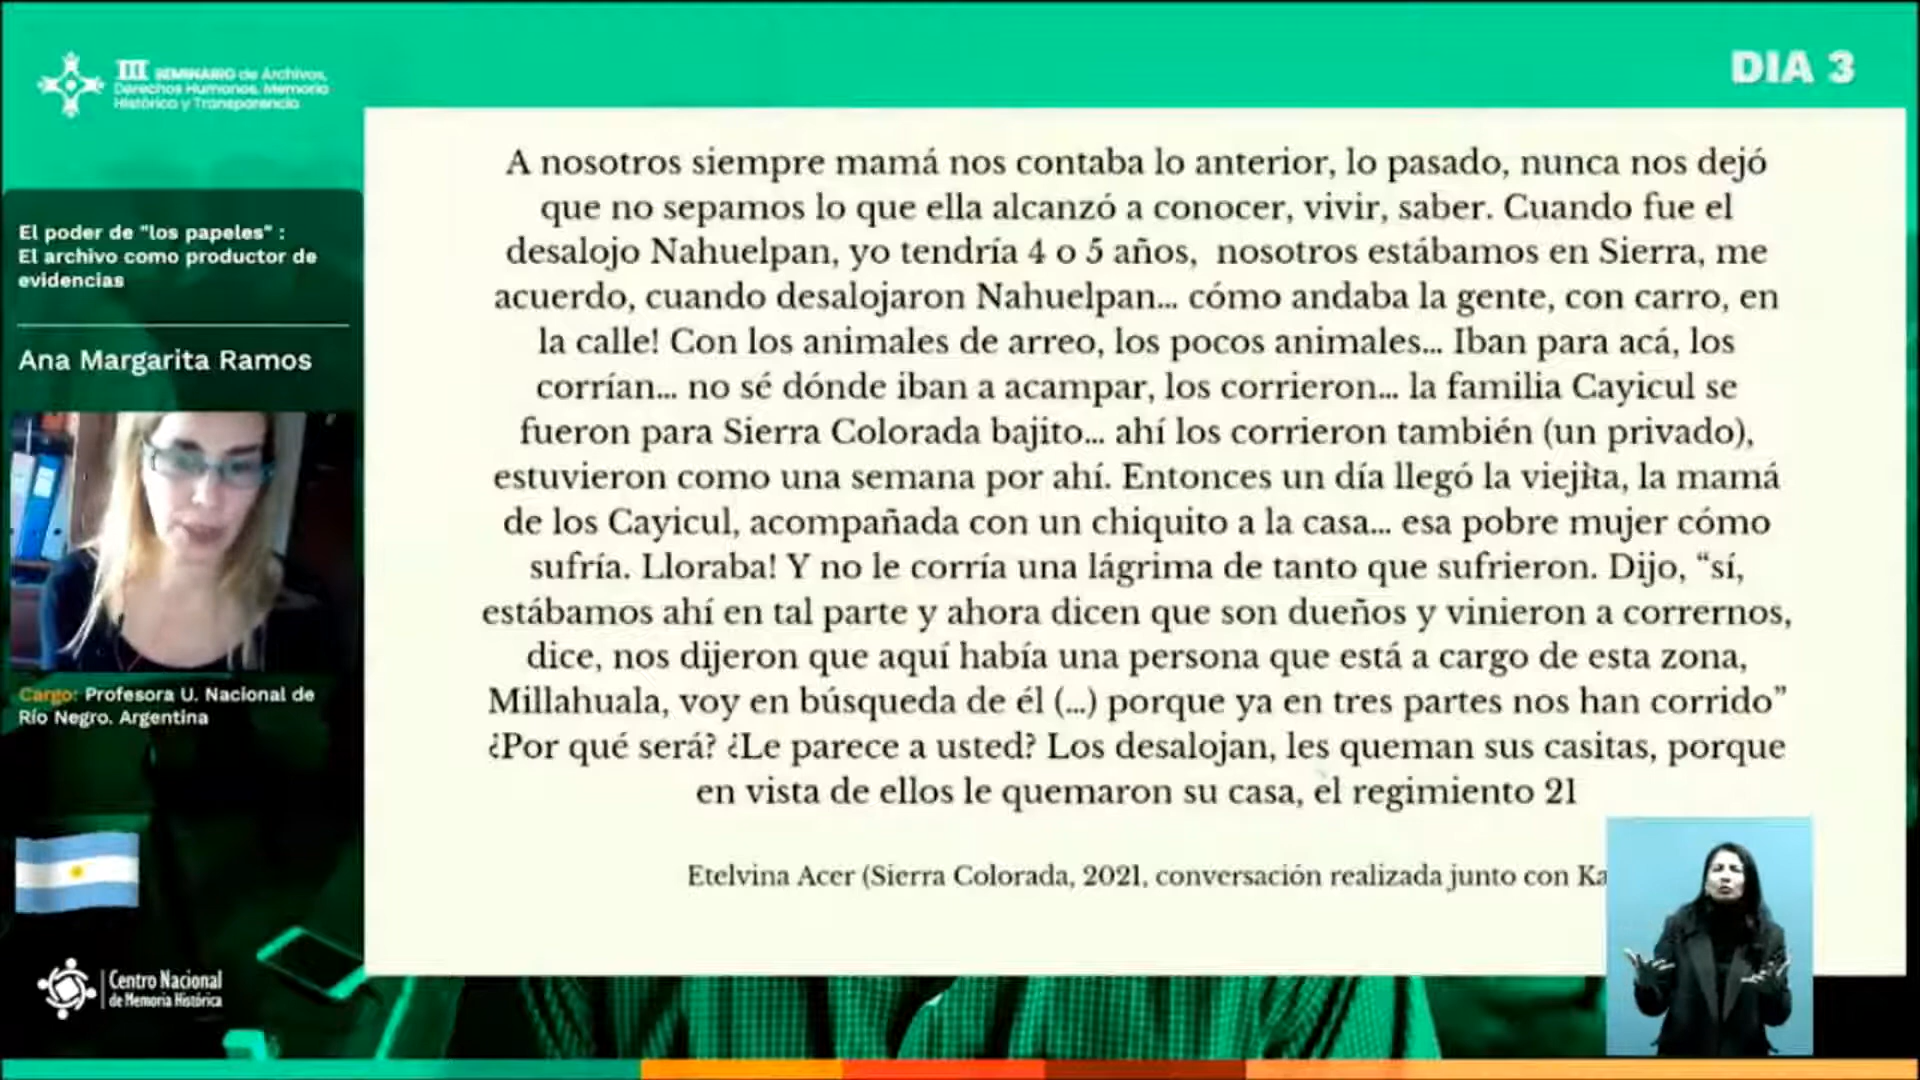 III SEMINARIO de Archivos,
Derechos Humanos, Memoria
Histórica y Transparencia
DIA 3
El poder de "los papeles" :
El archivo como productor de
evidencias
Ana Margarita Ramos
Cargo: Profesora U. Nacional de
Río Negro. Argentina
Centro Nacional
de Memoria Histórica
A nosotros siempre mamá nos contaba lo anterior, lo pasado, nunca nos dejó
que no sepamos lo que ella alcanzó a conocer, vivir, saber. Cuando fue el
desalojo Nahuelpan, yo tendría 4 o 5 años, nosotros estábamos en Sierra, me
acuerdo, cuando desalojaron Nahuelpan... cómo andaba la gente, con carro, en
la calle! Con los animales de arreo, los pocos animales... Iban para acá, los
corrían... no sé dónde iban a acampar, los corrieron... la familia Cayicul se
fueron para Sierra Colorada bajito... ahí los corrieron también (un privado),
estuvieron como una semana por ahí. Entonces un día llegó la viejita, la mamá
de los Cayicul, acompañada con un chiquito a la casa... esa pobre mujer cómo
sufría. Lloraba! Y no le corría una lágrima de tanto que sufrieron. Dijo, “sí,
estábamos ahí en tal parte y ahora dicen que son dueños y vinieron a corrernos,
dice, nos dijeron que aquí había una persona que está a cargo de esta zona,
Millahuala, voy en búsqueda de él (...) porque ya en tres partes nos han corrido”
¿Por qué será? ¿Le parece a usted? Los desalojan, les queman sus casitas, porque
en vista de ellos le quemaron su casa, el regimiento 21
Etelvina Acer (Sierra Colorada, 2021, conversación realizada junto con Ka